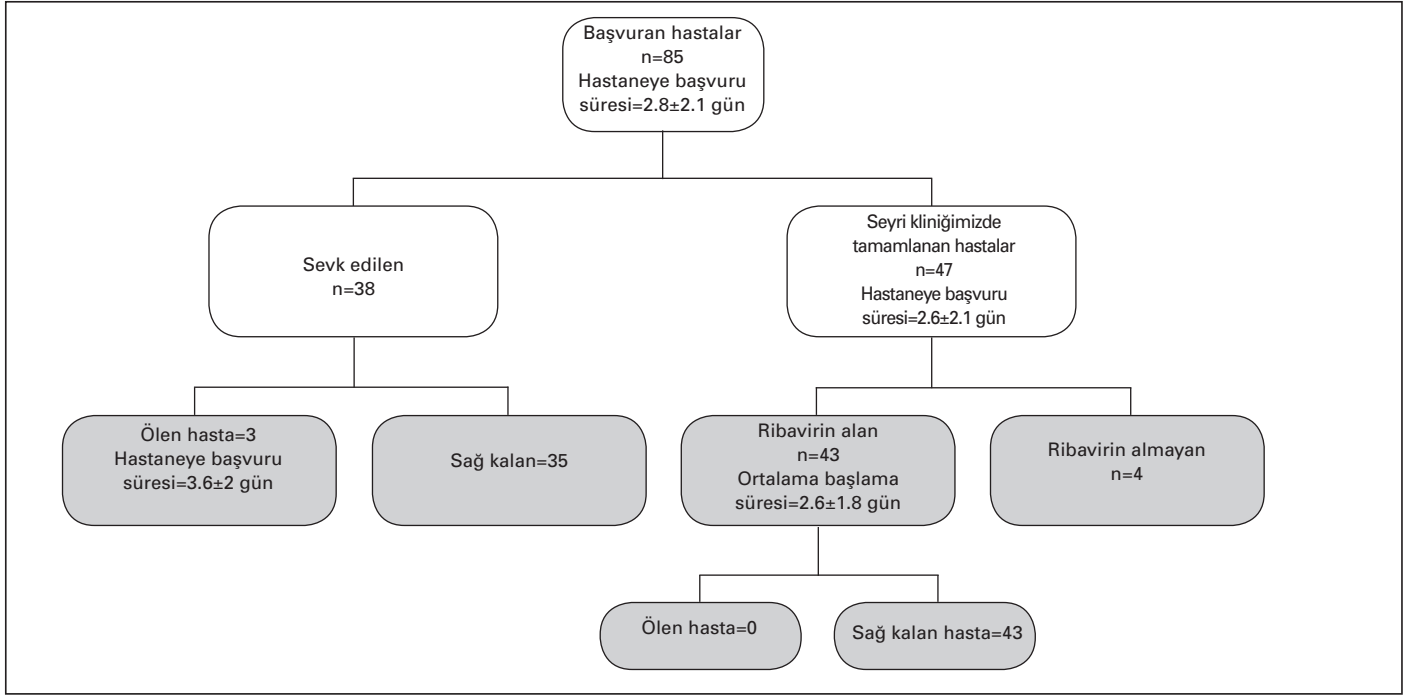 Başvuran hastalar
n=85
Hastaneye başvuru
süresi=2.8±2.1 gün
Sevk edilen
n=38
Seyri kliniğimizde
tamamlanan hastalar
n=47
Hastaneye başvuru
süresi=2.6±2.1 gün
Ölen hasta=3
Hastaneye başvuru
süresi=3.6±2 gün
Sağ kalan=35
Ribavirin alan
n=43
Ortalama başlama
süresi=2.6±1.8 gün
Ribavirin almayan
n=4
Ölen hasta=0
Sağ kalan hasta=43